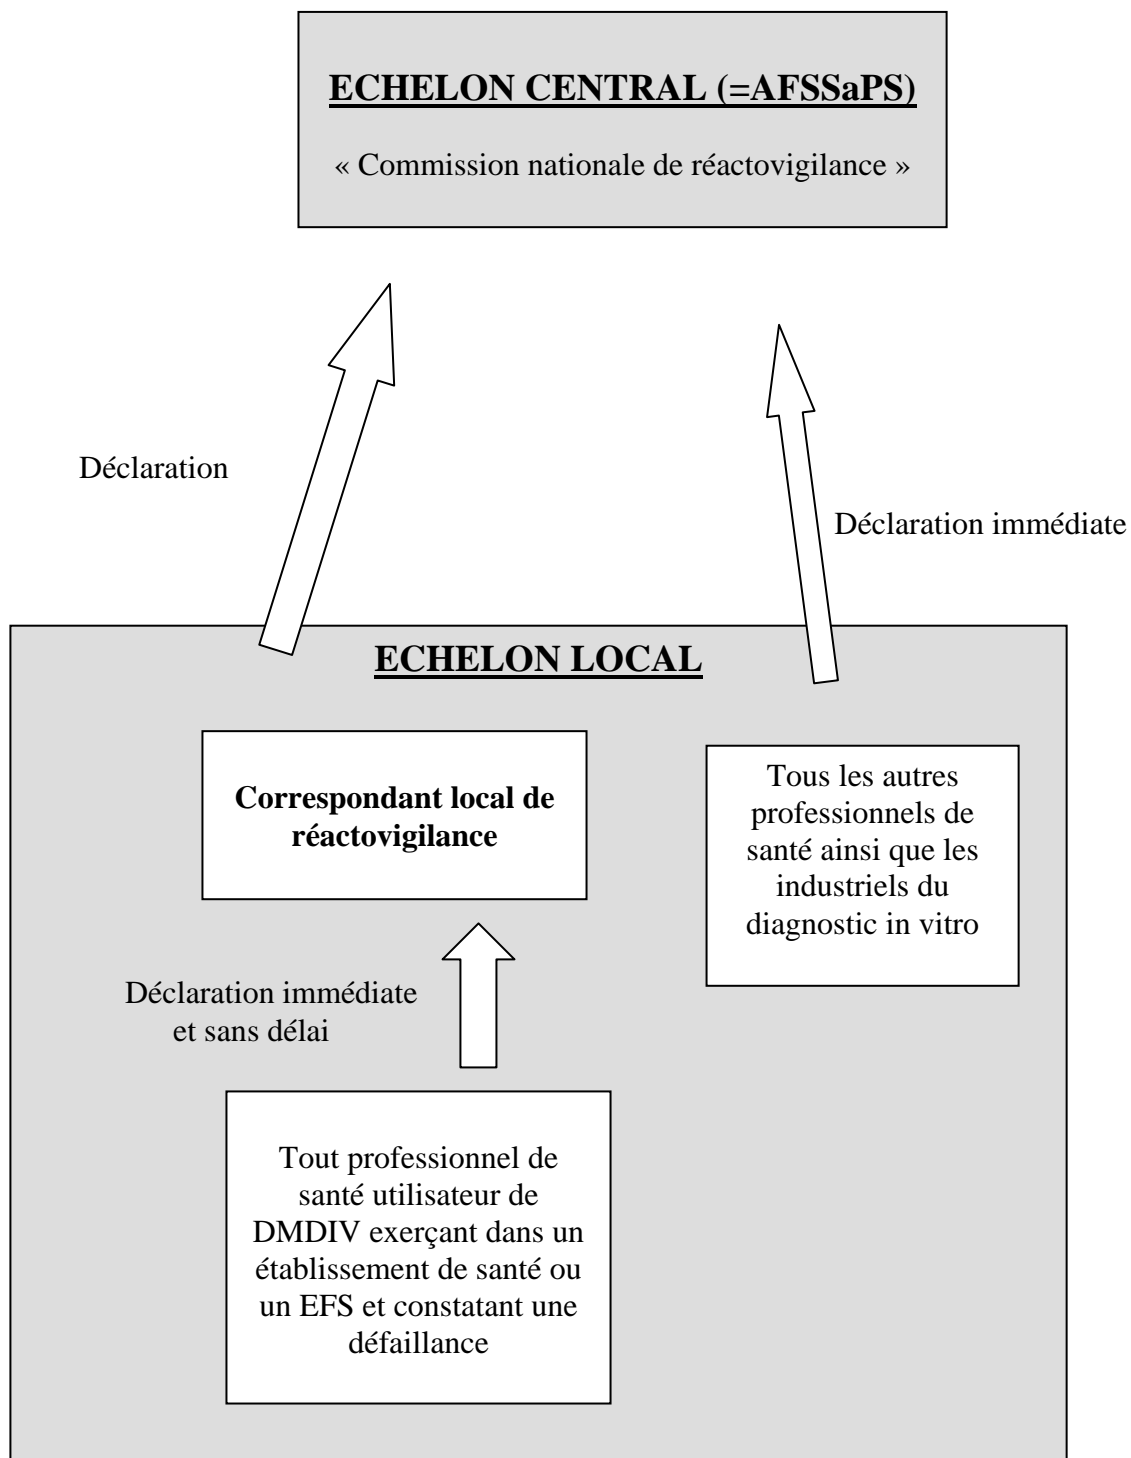 ECHELON CENTRAL (=AFSSaPS)
« Commission nationale de réactovigilance »
Déclaration
Déclaration immédiate
ECHELON LOCAL
Correspondant local de
réactovigilance
Tous les autres
professionnels de
santé ainsi que les
industriels du
diagnostic in vitro
Déclaration immédiate
et sans délai
Tout professionnel de
santé utilisateur de
DMDIV exerçant dans un
établissement de santé ou
un EFS et constatant une
défaillance